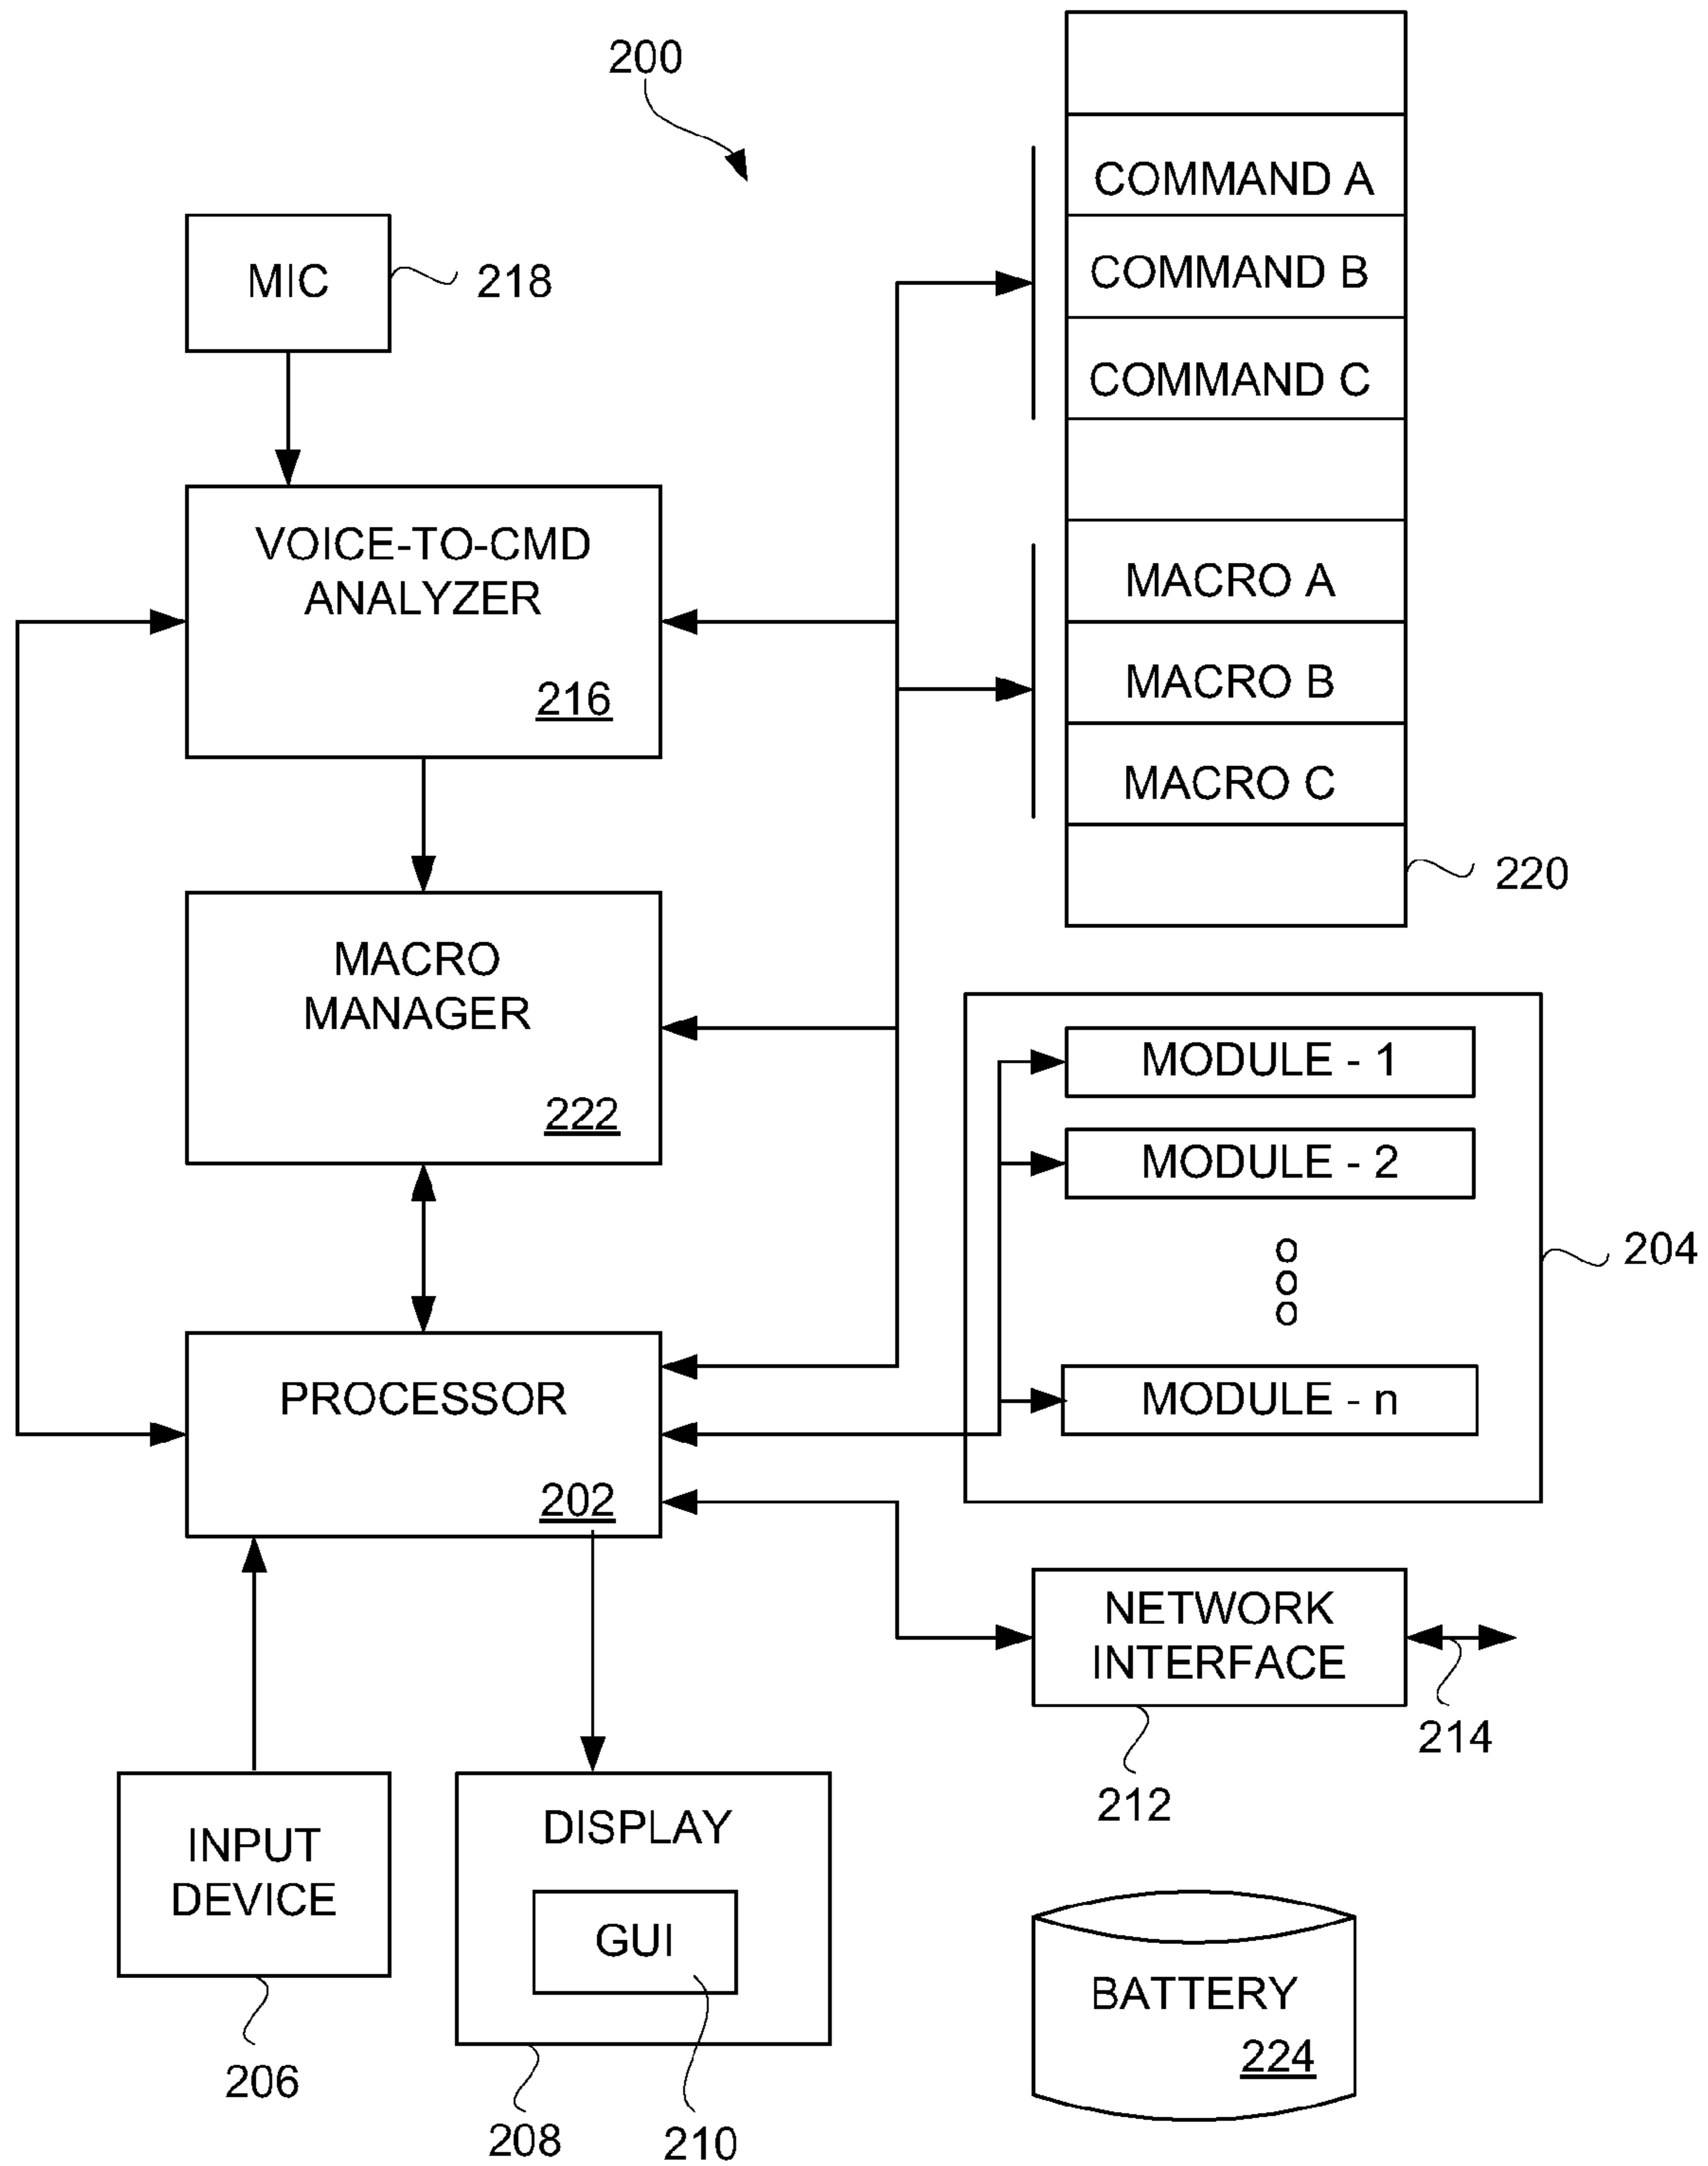 200
COMMAND A
MIC
218
COMMAND B
COMMAND C
VOICE-TO-CMD
ANALYZER
216
MACRO A
MACRO B
MACRO C
220
MACRO
MANAGER
222
MODULE - 1
MODULE - 2
o
o
o
204
PROCESSOR
202
MODULE - n
NETWORK
INTERFACE
214
212
INPUT
DEVICE
206
DISPLAY
GUI
208
210
BATTERY
224